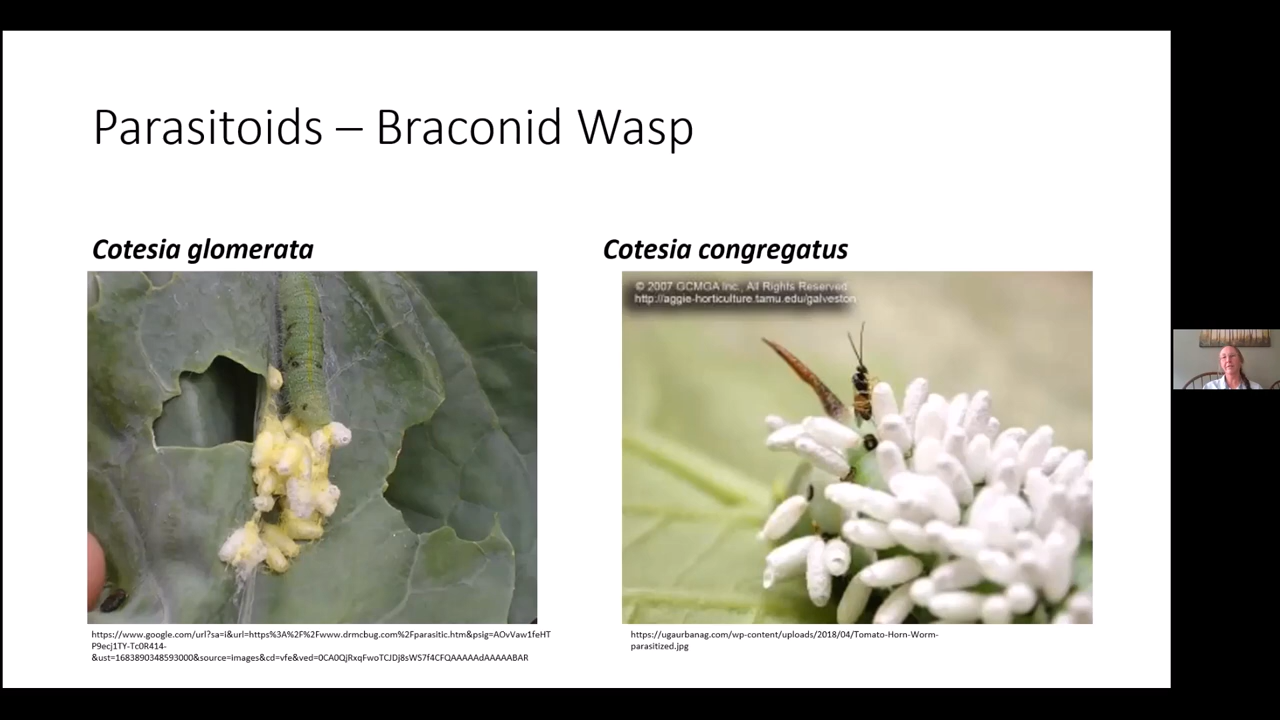 Parasitoids – Braconid Wasp
Cotesia glomerata
Cotesia congregatus
© 2007 GCMGA Inc., All Rights Reserved
http://aggie-horticulture.tamu.edu/galveston
https://www.google.com/url?sa=i&url=https%3A%2F%2Fwww.drmcbug.com%2Fparasitic.htm&psig=AOvVaw1feHT
P9ecj1TY-Tc0R414-
&ust=1683890348593000&source=images&cd=vfe&ved=0CA0QjRxqFwoTCJDj8sWS7f4CFQAAAAAdAAAAABAR
https://ugaurbanag.com/wp-content/uploads/2018/04/Tomato-Horn-Worm-
parasitized.jpg